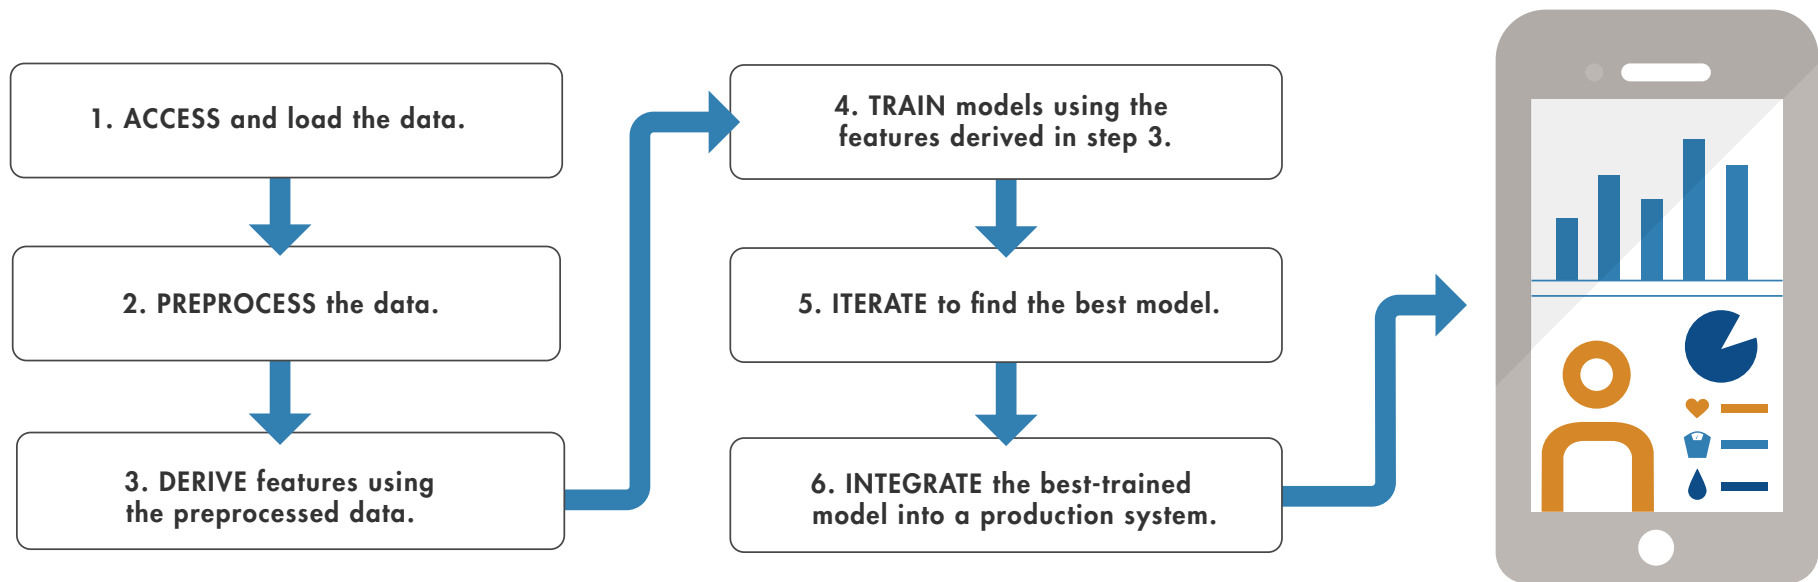 1. ACCESS and load the data.
2. PREPROCESS the data.
3. DERIVE features using
the preprocessed data.
4. TRAIN models using the
features derived in step 3.
5. ITERATE to find the best model.
6. INTEGRATE the best-trained
model into a production system.